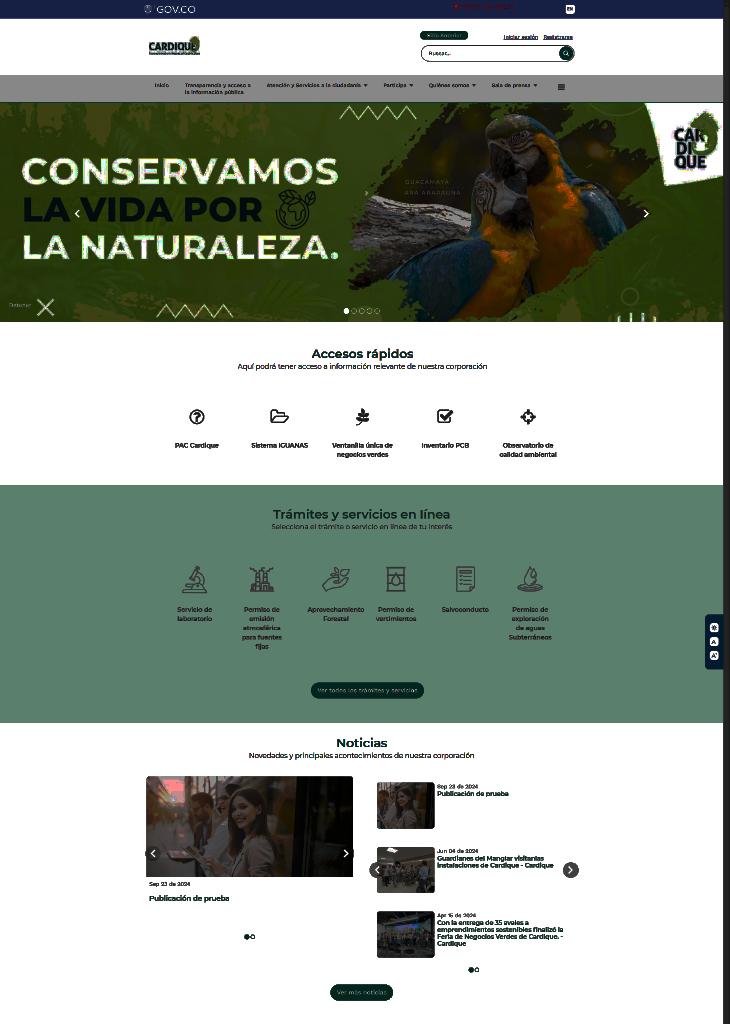 GOV.CO
EN
CARDIQUE
Sitio Anterior
Iniciar sesión Registrarse
Buscar...
Inicio
Transparencia y acceso a
la información pública
Atención y Servicios a la ciudadanía
Participa
Quiénes somos
Sala de prensa
CONSERVAMOS
LA VIDA POR
LA NATURALEZA.
GUACAMAYA
ARA ARARAUNA
CAR
DI
QUE
Detener
Accesos rápidos
Aquí podrá tener acceso a información relevante de nuestra corporación
PAC Cardique
Sistema IGUANAS
Ventanilla única de
negocios verdes
Inventario PCB
Observatorio de
calidad ambiental
Trámites y servicios en línea
Selecciona el trámite o servicio en línea de tu interés
Servicio de
laboratorio
Permiso de
emisión
atmosférica
para fuentes
fijas
Aprovechamiento
Forestal
Permiso de
vertimientos
Salvoconducto
Permiso de
exploración
de aguas
Subterráneas
Ver todos los trámites y servicios
Noticias
Novedades y principales acontecimientos de nuestra corporación
Sep 23 de 2024
Publicación de prueba
Sep 23 de 2024
Publicación de prueba
Jun 04 de 2024
Guardianes del Manglar visitan las
instalaciones de Cardique - Cardique
Apr 15 de 2024
Con la entrega de 35 avales a
emprendimientos sostenibles finalizó la
Feria de Negocios Verdes de Cardique. -
Cardique
Ver más noticias